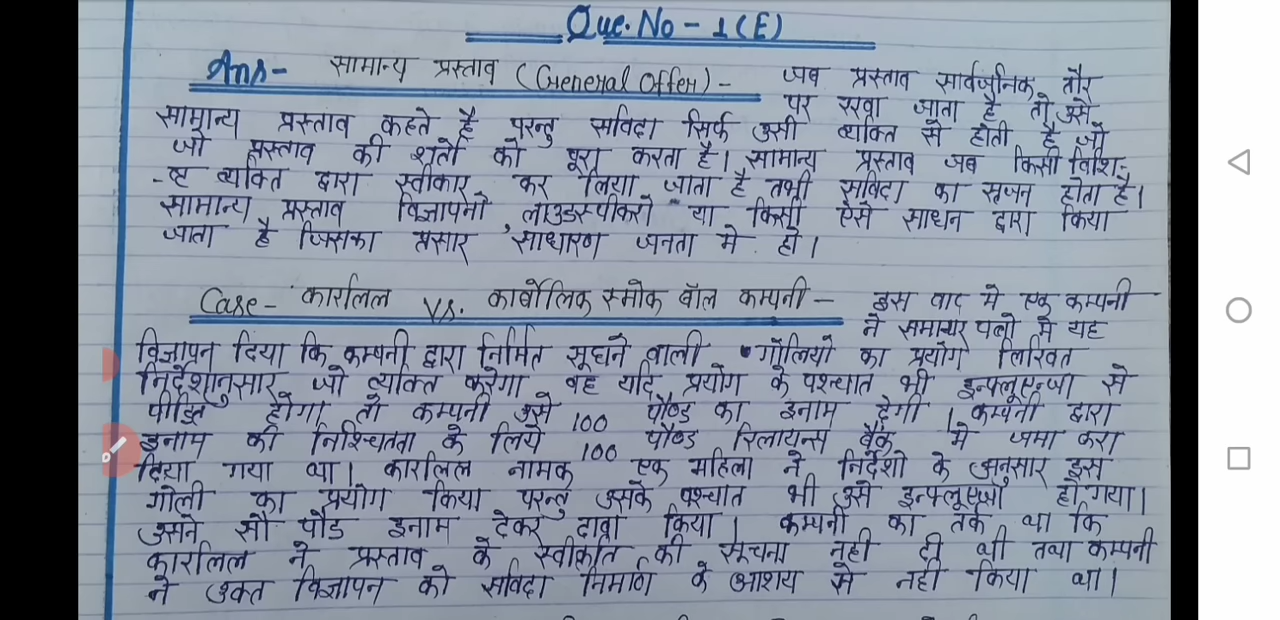 Que. No - 1 (E)
Ans - सामान्य प्रस्ताव (General Offer) - जब प्रस्ताव सार्वजनिक तौर
पर रखा जाता है तो उसे
सामान्य प्रस्ताव कहते है परन्तु संविदा सिर्फ उसी व्यक्ति से होती है जो
जो प्रस्ताव की शर्तो को पूरा करता है। सामान्य प्रस्ताव जब किसी विशि-
-ष्ट व्यक्ति द्वारा स्वीकार कर लिया जाता है तभी संविदा का सृजन होता है।
सामान्य प्रस्ताव विज्ञापनो, लाउडस्पीकरो या किसी ऐसे साधन द्वारा किया
जाता है जिसका प्रसार साधारण जनता मे हो।
Case - कारलिल Vs. कार्बोलिक स्मोक बॉल कम्पनी - इस वाद मे एक कम्पनी
ने समाचार पत्रो मे यह
विज्ञापन दिया कि कम्पनी द्वारा निर्मित सूघने वाली गोलियो का प्रयोग लिखित
निर्देशानुसार जो व्यक्ति करेगा वह यदि प्रयोग के पश्चात भी इन्फ्लूएन्जा से
पीड़ित होगा तो कम्पनी उसे 100 पौण्ड का इनाम देगी। कम्पनी द्वारा
इनाम की निश्चितता के लिये 100 पौण्ड रिलायन्स बैंक मे जमा करा
दिया गया था। कारलिल नामक एक महिला ने निर्देशो के अनुसार इस
गोली का प्रयोग किया परन्तु उसके पश्चात भी उसे इन्फ्लूएन्जा हो गया।
उसने सौ पौंड इनाम देकर दावा किया। कम्पनी का तर्क था कि
कारलिल ने प्रस्ताव के स्वीकृति की सूचना नही दी थी तथा कम्पनी
ने उक्त विज्ञापन को संविदा निर्माण के आशय से नही किया था।